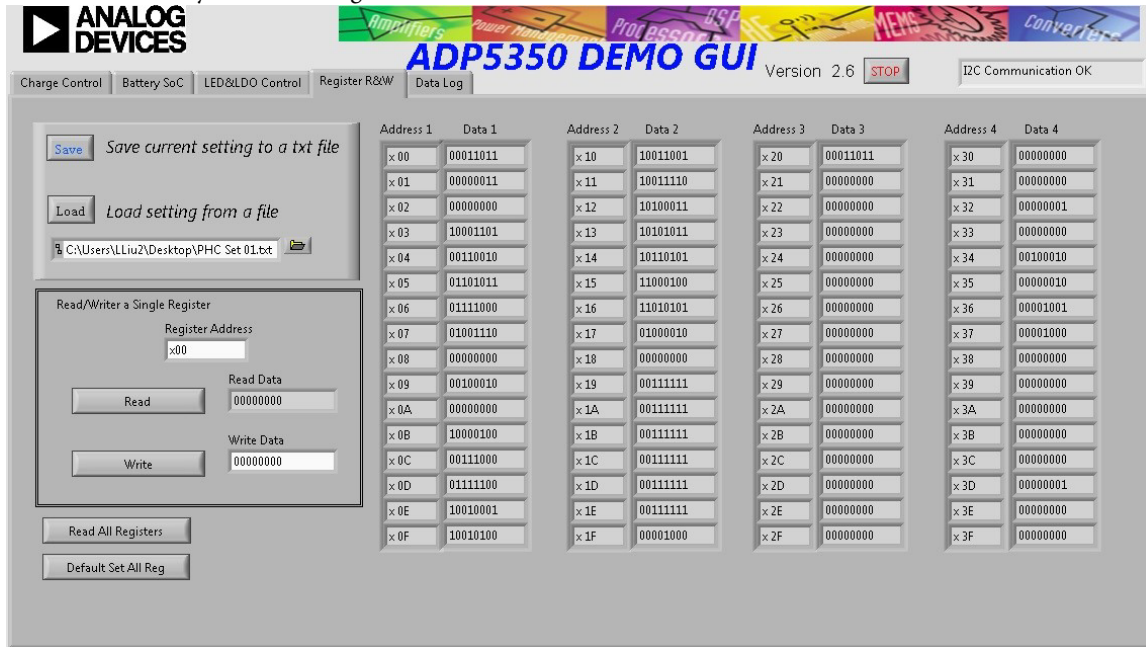 ANALOG
DEVICES
Amplifiers Power Management Processors DSP MEMS Converters
ADP5350 DEMO GUI
Version 2.6 STOP I2C Communication OK
Charge Control Battery SoC LED&LDO Control Register R&W Data Log
Address 1 Data 1 Address 2 Data 2 Address 3 Data 3 Address 4 Data 4
Save Save current setting to a txt file
Load Load setting from a file
C:\Users\LLiu2\Desktop\PHC Set 01.txt
Read/Writer a Single Register
Register Address
x00
Read Data
Read 00000000
Write Data
Write 00000000
Read All Registers
Default Set All Reg
x 00 00011011 x 10 10011001 x 20 00011011 x 30 00000000
x 01 00000011 x 11 10011110 x 21 00000000 x 31 00000000
x 02 00000000 x 12 10100011 x 22 00000000 x 32 00000001
x 03 10001101 x 13 10101011 x 23 00000000 x 33 00000000
x 04 00110010 x 14 10110101 x 24 00000000 x 34 00100010
x 05 01101011 x 15 11000100 x 25 00000000 x 35 00000010
x 06 01111000 x 16 11010101 x 26 00000000 x 36 00001001
x 07 01001110 x 17 01000010 x 27 00000000 x 37 00001000
x 08 00000000 x 18 00000000 x 28 00000000 x 38 00000000
x 09 00100010 x 19 00111111 x 29 00000000 x 39 00000000
x 0A 00000000 x 1A 00111111 x 2A 00000000 x 3A 00000000
x 0B 10000100 x 1B 00111111 x 2B 00000000 x 3B 00000000
x 0C 00111000 x 1C 00111111 x 2C 00000000 x 3C 00000000
x 0D 01111100 x 1D 00111111 x 2D 00000000 x 3D 00000001
x 0E 10010001 x 1E 00111111 x 2E 00000000 x 3E 00000000
x 0F 10010100 x 1F 00001000 x 2F 00000000 x 3F 00000000